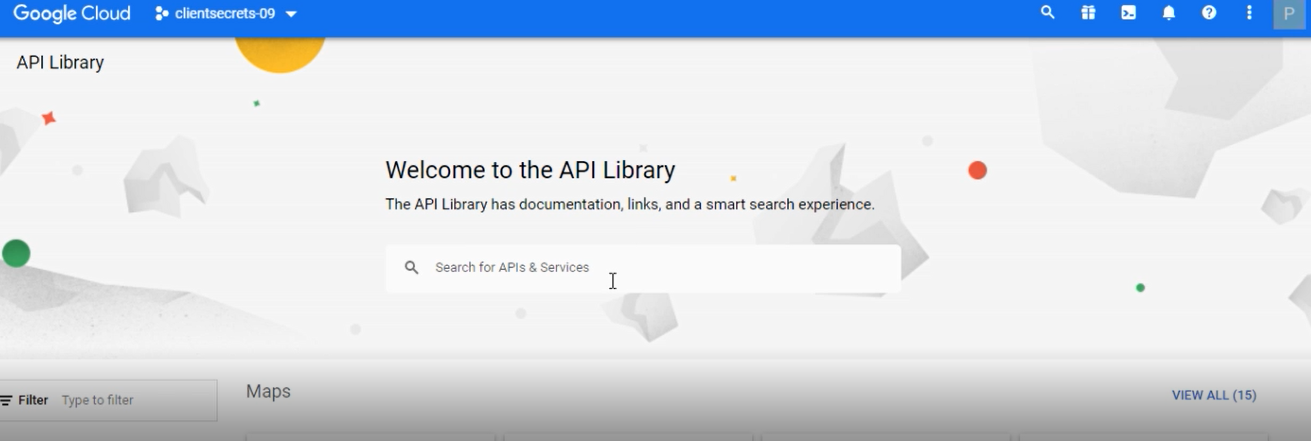 Google Cloud clientsecrets-09 P
API Library
Welcome to the API Library
The API Library has documentation, links, and a smart search experience.
Search for APIs & Services
Filter Type to filter
Maps
VIEW ALL (15)